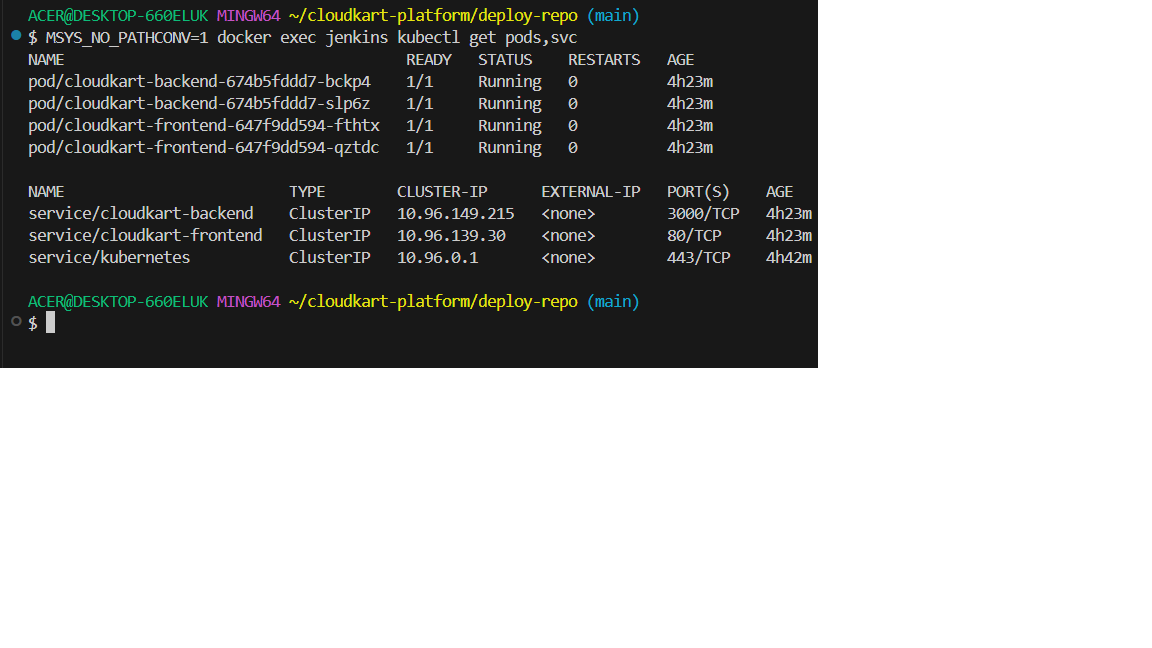 ACER@DESKTOP-660ELUK MINGW64 ~/cloudkart-platform/deploy-repo (main)
$ MSYS_NO_PATHCONV=1 docker exec jenkins kubectl get pods,svc
NAME READY STATUS RESTARTS AGE
pod/cloudkart-backend-674b5fddd7-bckp4 1/1 Running 0 4h23m
pod/cloudkart-backend-674b5fddd7-slp6z 1/1 Running 0 4h23m
pod/cloudkart-frontend-647f9dd594-fthtx 1/1 Running 0 4h23m
pod/cloudkart-frontend-647f9dd594-qztdc 1/1 Running 0 4h23m
NAME TYPE CLUSTER-IP EXTERNAL-IP PORT(S) AGE
service/cloudkart-backend ClusterIP 10.96.149.215 <none> 3000/TCP 4h23m
service/cloudkart-frontend ClusterIP 10.96.139.30 <none> 80/TCP 4h23m
service/kubernetes ClusterIP 10.96.0.1 <none> 443/TCP 4h42m
ACER@DESKTOP-660ELUK MINGW64 ~/cloudkart-platform/deploy-repo (main)
$